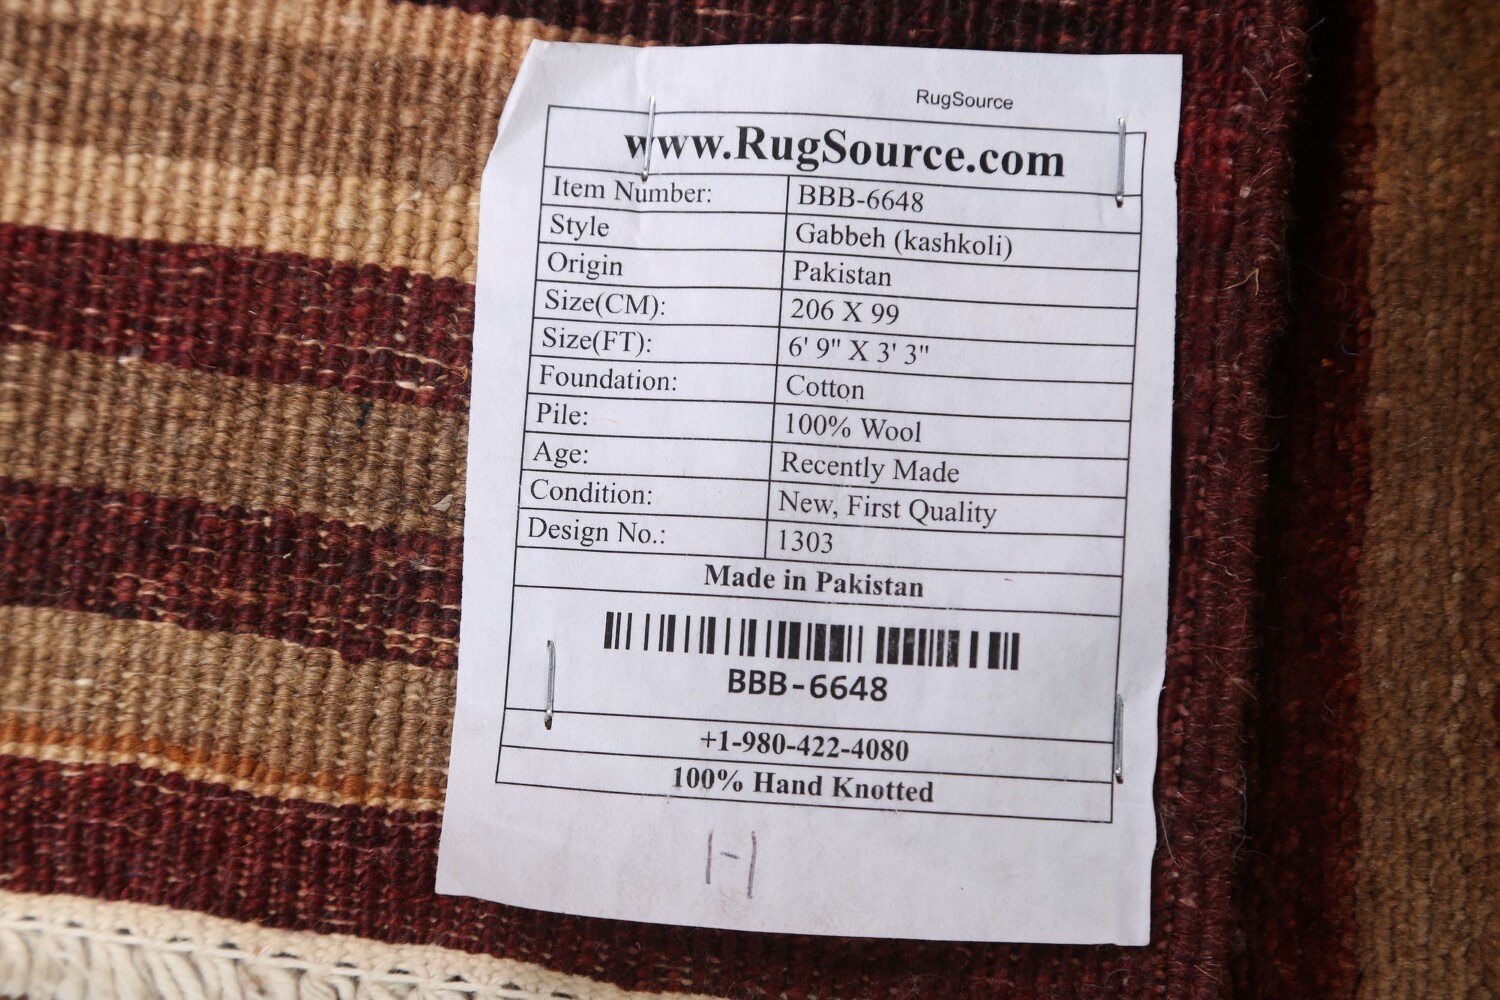 RugSource
www.RugSource.com
Item Number: BBB-6648
Style Gabbeh (kashkoli)
Origin Pakistan
Size(CM): 206 X 99
Size(FT): 6' 9" X 3' 3"
Foundation: Cotton
Pile: 100% Wool
Age: Recently Made
Condition: New, First Quality
Design No.: 1303
Made in Pakistan
BBB-6648
+1-980-422-4080
100% Hand Knotted
1-1